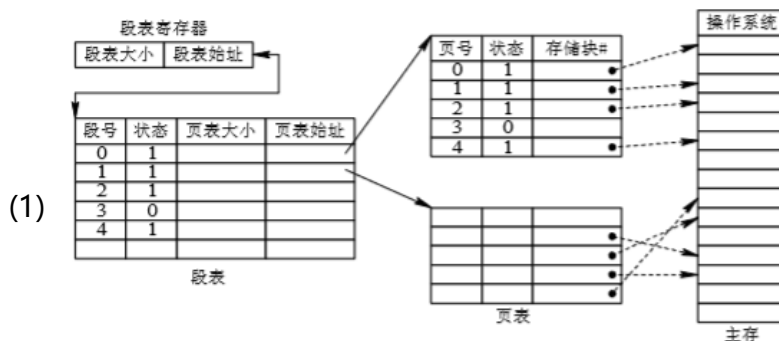 段表寄存器
段表大小 段表始址
(1)
段号 状态 页表大小 页表始址
0 1
1 1
2 1
3 0
4 1
段表
页号 状态 存储块#
0 1
1 1
2 1
3 0
4 1
页表
操作系统
主存